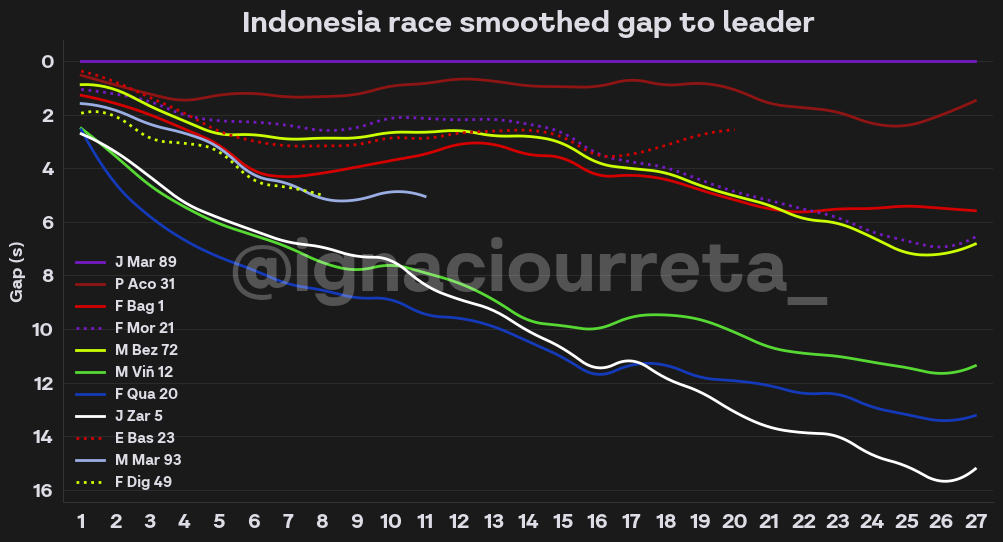 Indonesia race smoothed gap to leader
0
2
4
6
8
10
12
14
16
Gap (s)
@ignaciourreta_
J Mar 89
P Aco 31
F Bag 1
F Mor 21
M Bez 72
M Viñ 12
F Qua 20
J Zar 5
E Bas 23
M Mar 93
F Dig 49
1 2 3 4 5 6 7 8 9 10 11 12 13 14 15 16 17 18 19 20 21 22 23 24 25 26 27